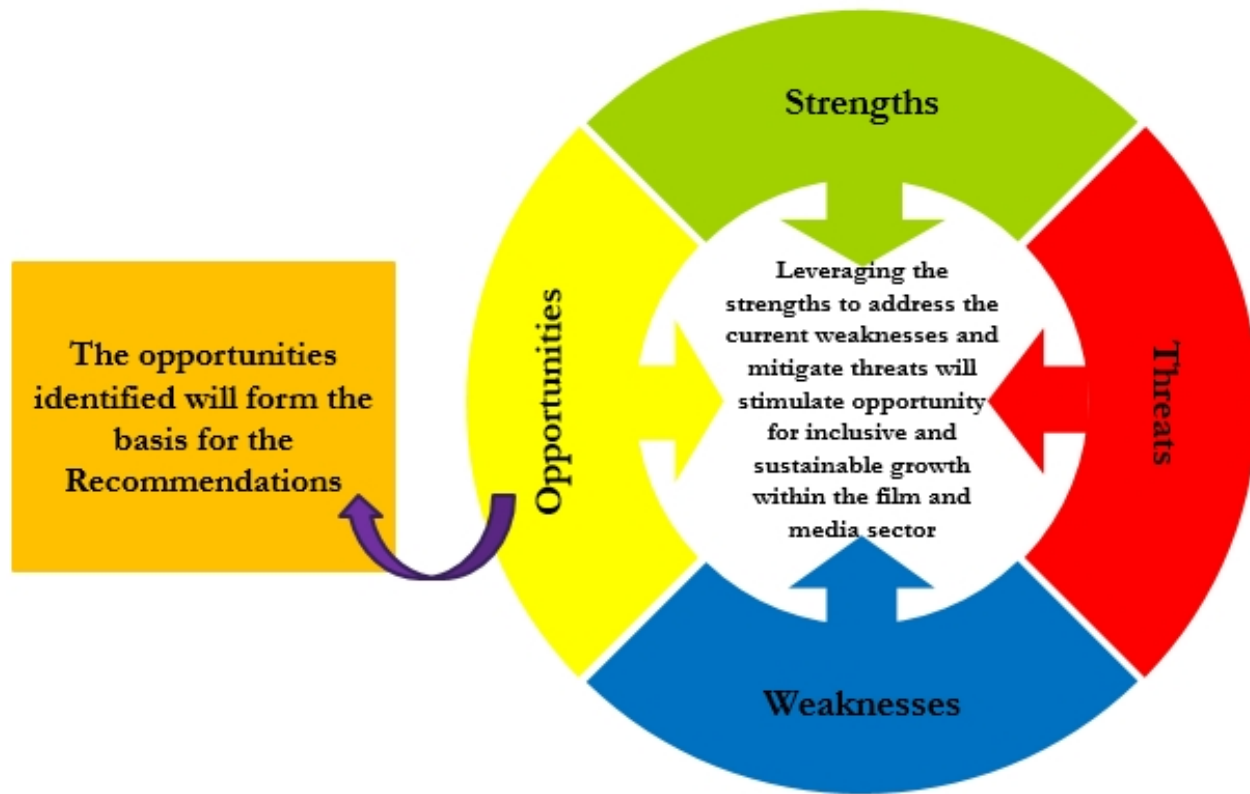 Strengths
The opportunities
identified will form the
basis for the
Recommendations
Opportunities
Leveraging the
strengths to address the
current weaknesses and
mitigate threats will
stimulate opportunity
for inclusive and
sustainable growth
within the film and
media sector
Threats
Weaknesses